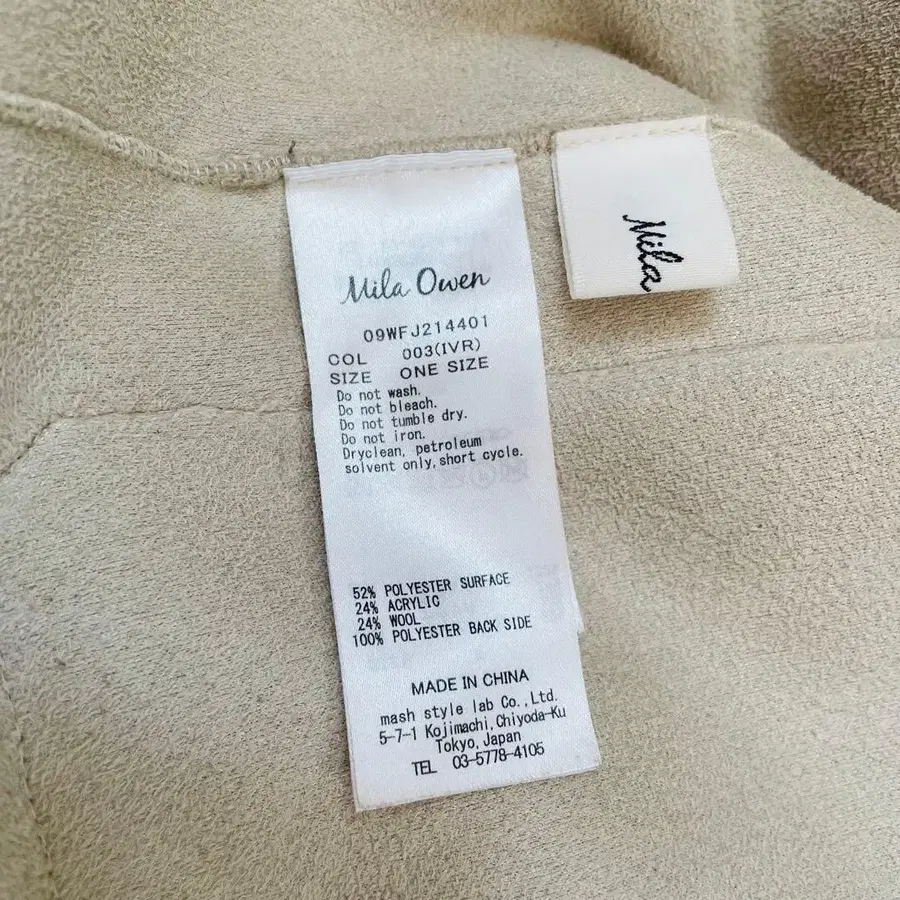 Mila Owen
09WFJ214401
COL 003(IVR)
SIZE ONE SIZE
Do not wash.
Do not bleach.
Do not tumble dry.
Do not iron.
Dryclean, petroleum
solvent only, short cycle.
52% POLYESTER SURFACE
24% ACRYLIC
24% WOOL
100% POLYESTER BACK SIDE
MADE IN CHINA
mash style lab Co., Ltd.
5-7-1 Kojimachi, Chiyoda-Ku
Tokyo, Japan
TEL 03-5778-4105
Mila